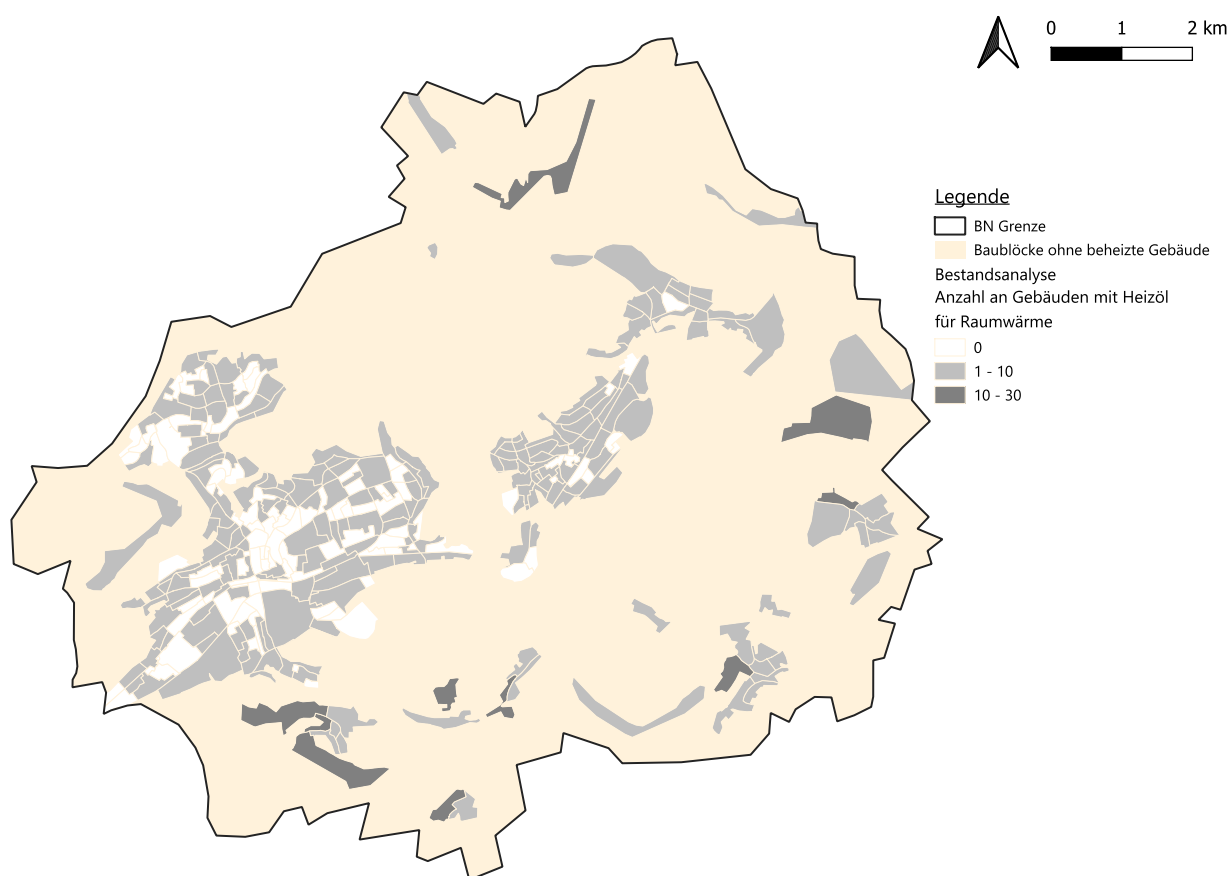 0 1 2 km
Legende
BN Grenze
Baublöcke ohne beheizte Gebäude
Bestandsanalyse
Anzahl an Gebäuden mit Heizöl
für Raumwärme
0
1 - 10
10 - 30